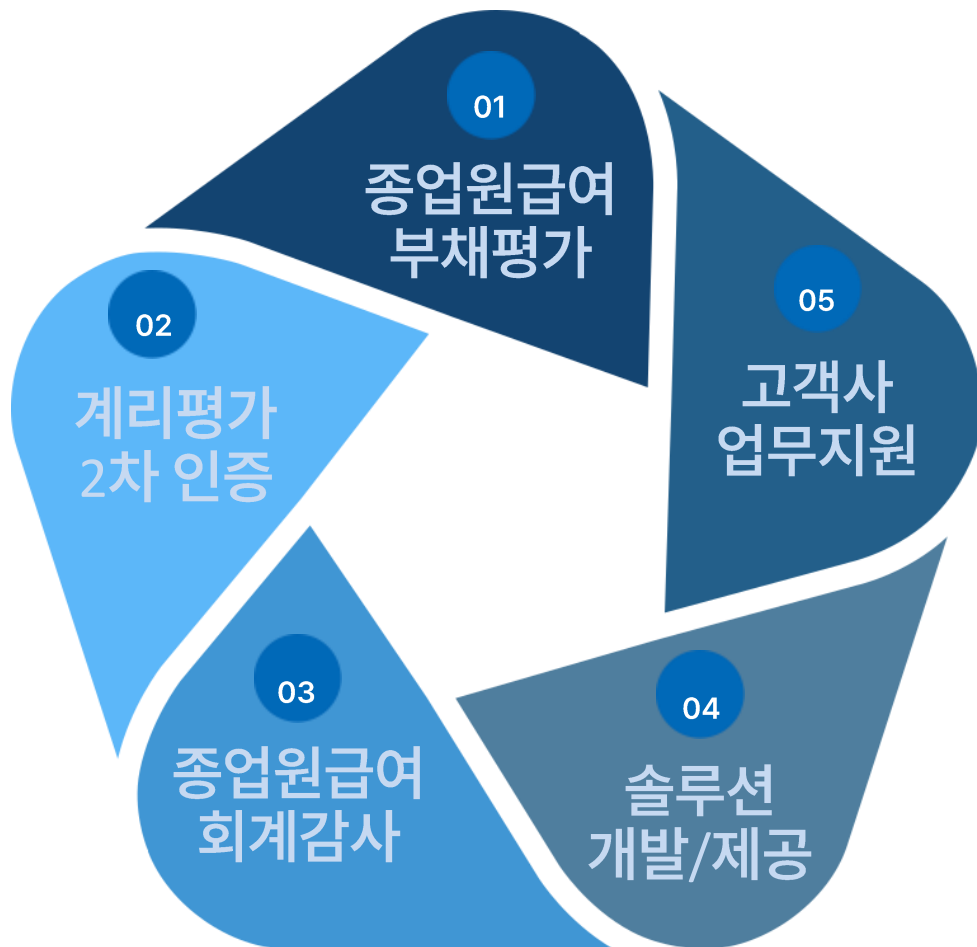 01
종업원급여
부채평가
02
계리평가
2차 인증
03
종업원급여
회계감사
04
솔루션
개발/제공
05
고객사
업무지원